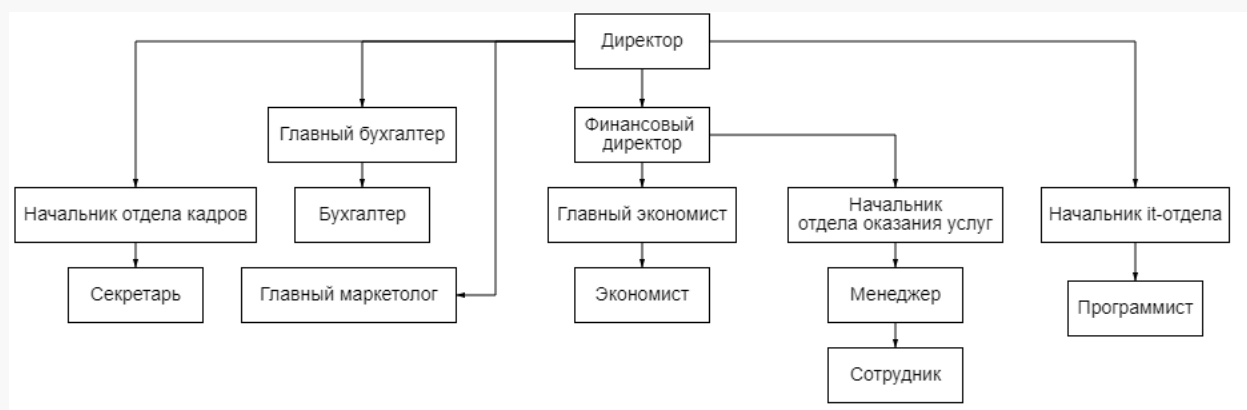 Директор
Главный бухгалтер
Финансовый
директор
Начальник отдела кадров
Бухгалтер
Главный экономист
Начальник
отдела оказания услуг
Начальник it-отдела
Секретарь
Главный маркетолог
Экономист
Менеджер
Программист
Сотрудник